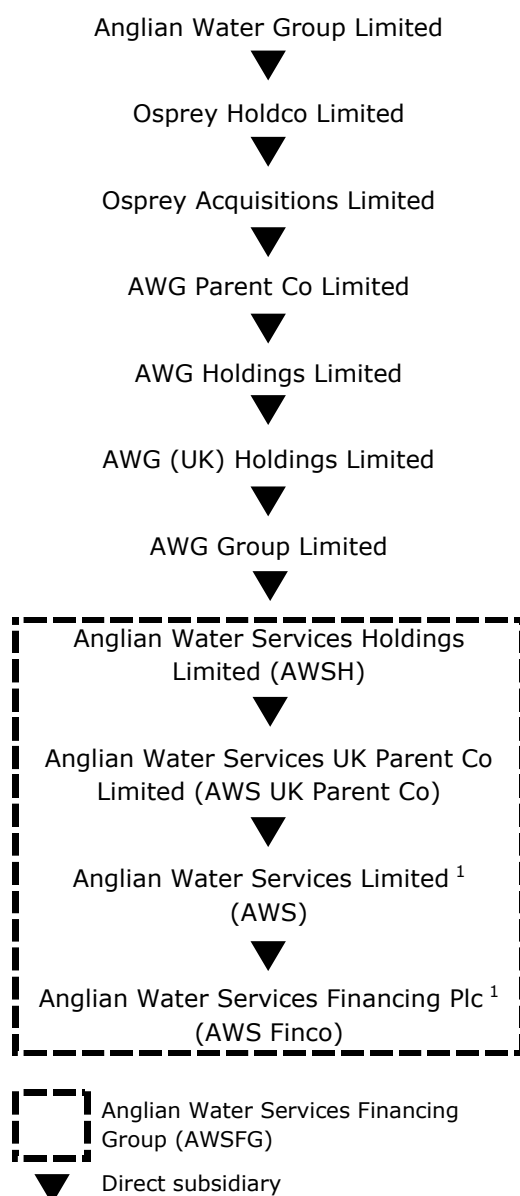 Anglian Water Group Limited
Osprey Holdco Limited
Osprey Acquisitions Limited
AWG Parent Co Limited
AWG Holdings Limited
AWG (UK) Holdings Limited
AWG Group Limited
Anglian Water Services Holdings
Limited (AWSH)
Anglian Water Services UK Parent Co
Limited (AWS UK Parent Co)
Anglian Water Services Limited 1
(AWS)
Anglian Water Services Financing Plc 1
(AWS Finco)
Anglian Water Services Financing
Group (AWSFG)
Direct subsidiary